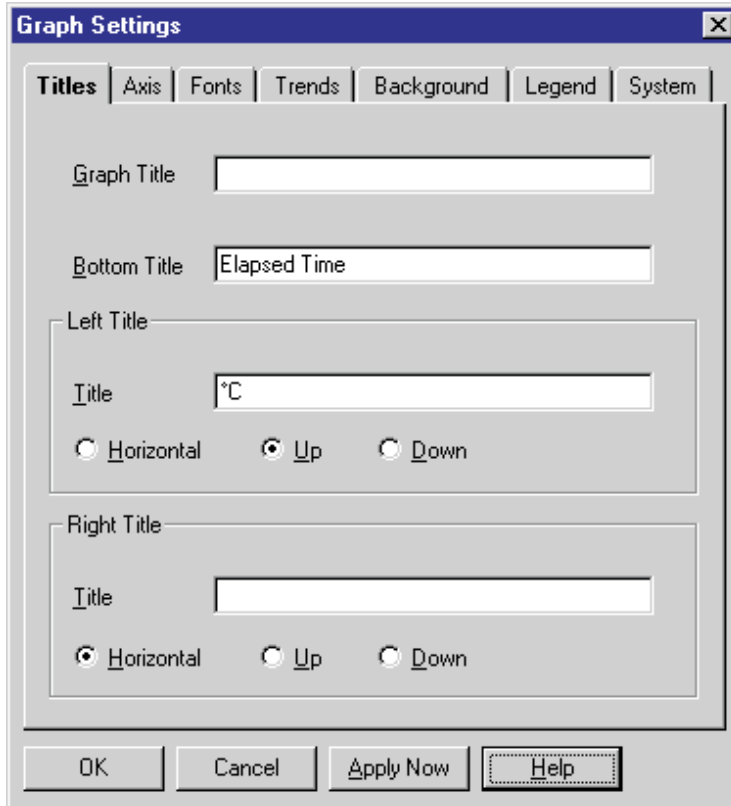 Graph Settings
Titles Axis Fonts Trends Background Legend System
Graph Title
Bottom Title Elapsed Time
Left Title
Title °C
Horizontal Up Down
Right Title
Title
Horizontal Up Down
OK Cancel Apply Now Help